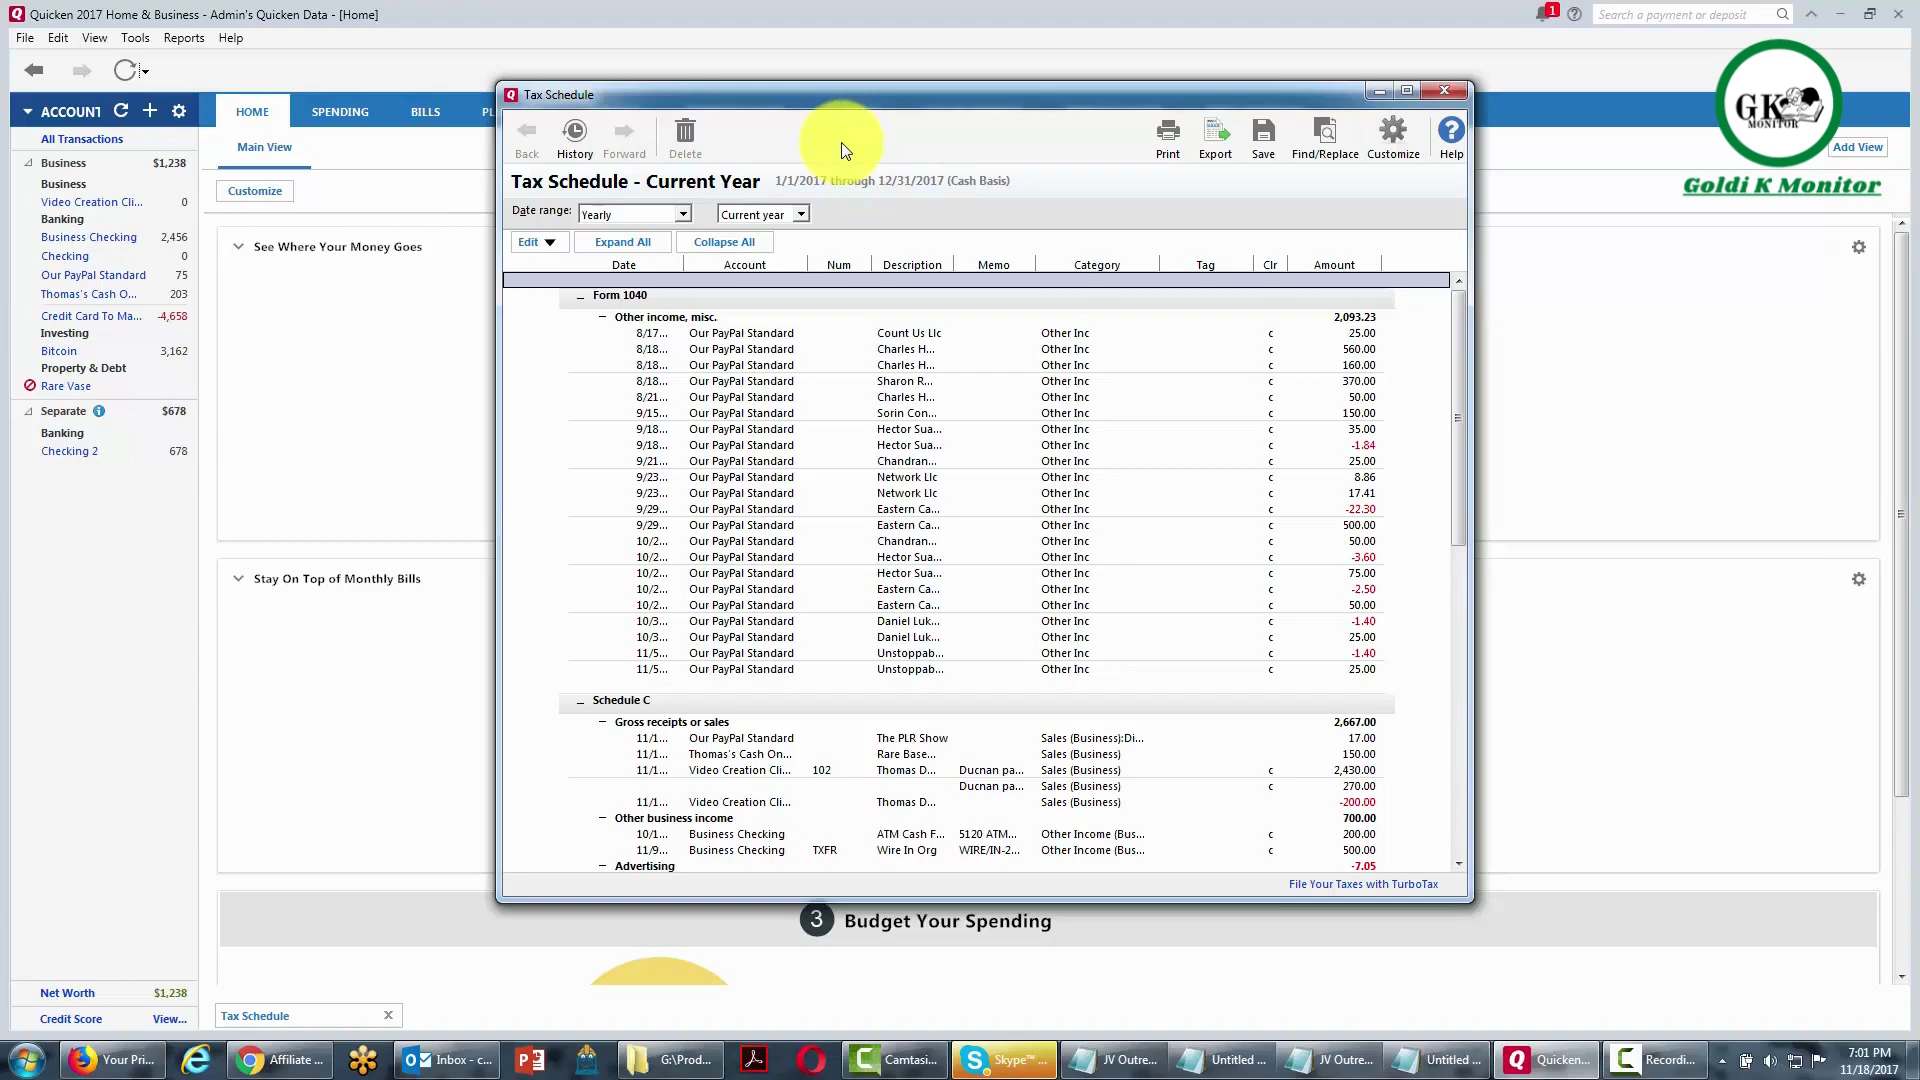 Quicken 2017 Home & Business - Admin's Quicken Data - [Home]
1
Search a payment or deposit
File Edit View Tools Reports Help
GK
MONITOR
Goldi K Monitor
ACCOUNT
HOME SPENDING BILLS
Main View
Add View
Customize
All Transactions
Business $1,238
Business
Video Creation Cli... 0
Banking
Business Checking 2,456
Checking 0
Our PayPal Standard 75
Thomas's Cash O... 203
Credit Card To Ma... -4,658
Investing
Bitcoin 3,162
Property & Debt
Rare Vase
Separate $678
Banking
Checking 2 678
Net Worth $1,238
Credit Score View...
See Where Your Money Goes
Stay On Top of Monthly Bills
3 Budget Your Spending
Tax Schedule
Tax Schedule
Back History Forward Delete Print Export Save Find/Replace Customize Help
Tax Schedule - Current Year 1/1/2017 through 12/31/2017 (Cash Basis)
Date range: Yearly Current year
Edit Expand All Collapse All
Date Account Num Description Memo Category Tag Clr Amount
Form 1040
Other income, misc. 2,093.23
8/17... Our PayPal Standard Count Us Llc Other Inc c 25.00
8/18... Our PayPal Standard Charles H... Other Inc c 560.00
8/18... Our PayPal Standard Charles H... Other Inc c 160.00
8/18... Our PayPal Standard Sharon R... Other Inc c 370.00
8/21... Our PayPal Standard Charles H... Other Inc c 50.00
9/15... Our PayPal Standard Sorin Con... Other Inc c 150.00
9/18... Our PayPal Standard Hector Sua... Other Inc c 35.00
9/18... Our PayPal Standard Hector Sua... Other Inc c -1.84
9/21... Our PayPal Standard Chandran... Other Inc c 25.00
9/23... Our PayPal Standard Network Llc Other Inc c 8.86
9/23... Our PayPal Standard Network Llc Other Inc c 17.41
9/29... Our PayPal Standard Eastern Ca... Other Inc c -22.30
9/29... Our PayPal Standard Eastern Ca... Other Inc c 500.00
10/2... Our PayPal Standard Chandran... Other Inc c 50.00
10/2... Our PayPal Standard Hector Sua... Other Inc c -3.60
10/2... Our PayPal Standard Hector Sua... Other Inc c 75.00
10/2... Our PayPal Standard Eastern Ca... Other Inc c -2.50
10/2... Our PayPal Standard Eastern Ca... Other Inc c 50.00
10/3... Our PayPal Standard Daniel Luk... Other Inc c -1.40
10/3... Our PayPal Standard Daniel Luk... Other Inc c 25.00
11/5... Our PayPal Standard Unstoppab... Other Inc c -1.40
11/5... Our PayPal Standard Unstoppab... Other Inc c 25.00
Schedule C
Gross receipts or sales 2,667.00
11/1... Our PayPal Standard The PLR Show Sales (Business):Di... 17.00
11/1... Thomas's Cash On... Rare Base... Sales (Business) 150.00
11/1... Video Creation Cli... 102 Thomas D... Ducnan pa... Sales (Business) c 2,430.00
Ducnan pa... Sales (Business) c 270.00
11/1... Video Creation Cli... Thomas D... Sales (Business) -200.00
Other business income 700.00
10/1... Business Checking ATM Cash F... 5120 ATM... Other Income (Bus... c 200.00
11/9... Business Checking TXFR Wire In Org WIRE/IN-2... Other Income (Bus... c 500.00
Advertising -7.05
File Your Taxes with TurboTax
Your Pri... Affiliate ... Inbox - c... G:\Prod... Camtasi... Skype™ ... JV Outre... Untitled ... JV Outre... Untitled ... Quicken... Recordi...
7:01 PM
11/18/2017